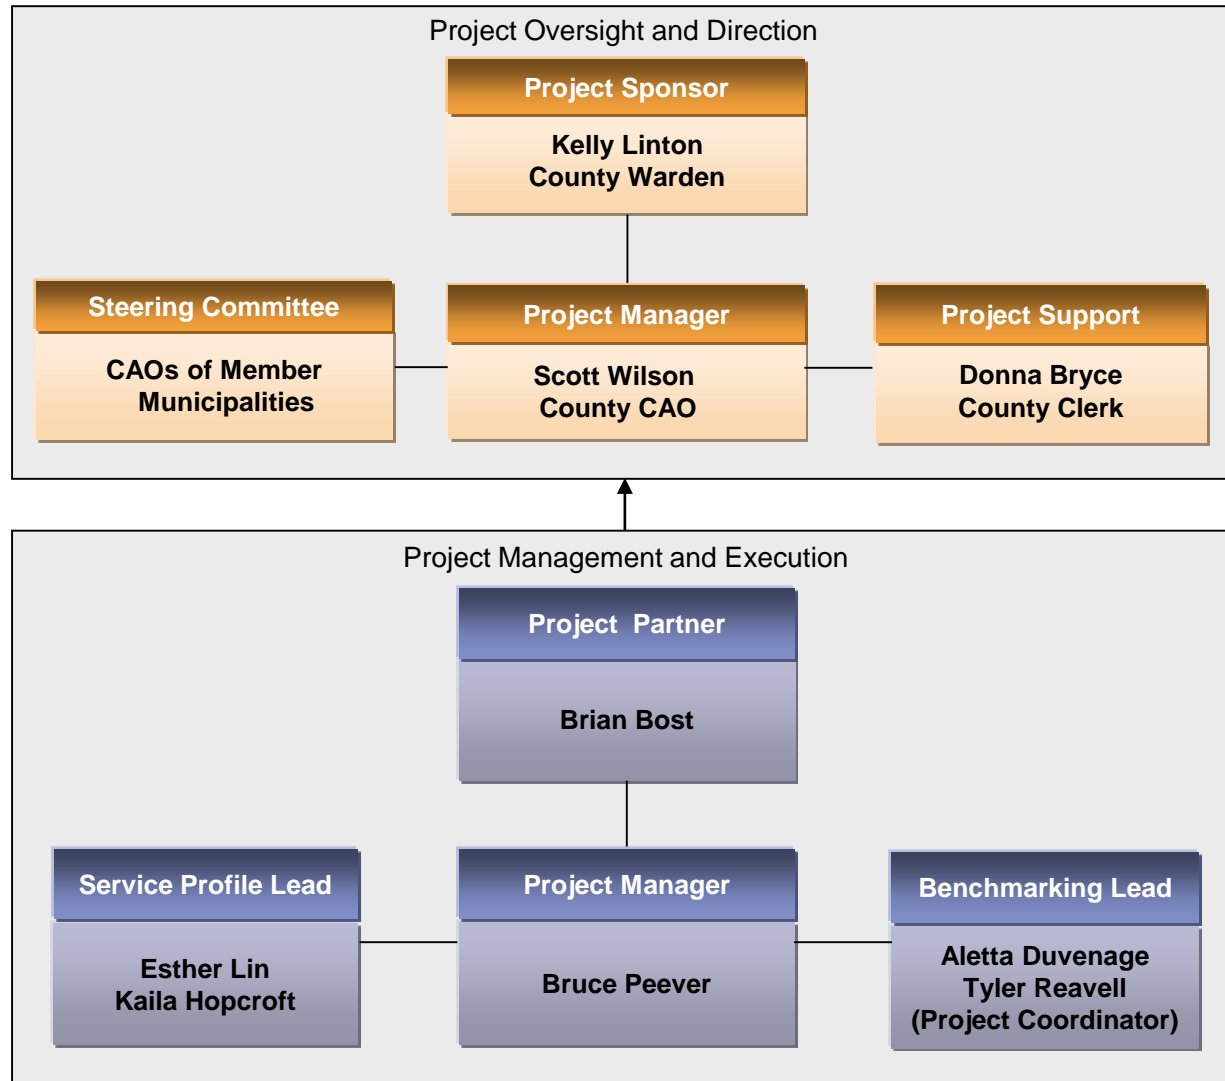 Project Oversight and Direction
Project Sponsor
Kelly Linton
County Warden
Steering Committee
CAOs of Member
Municipalities
Project Manager
Scott Wilson
County CAO
Project Support
Donna Bryce
County Clerk
Project Management and Execution
Project Partner
Brian Bost
Service Profile Lead
Esther Lin
Kaila Hopcroft
Project Manager
Bruce Peever
Benchmarking Lead
Aletta Duvenage
Tyler Reavell
(Project Coordinator)